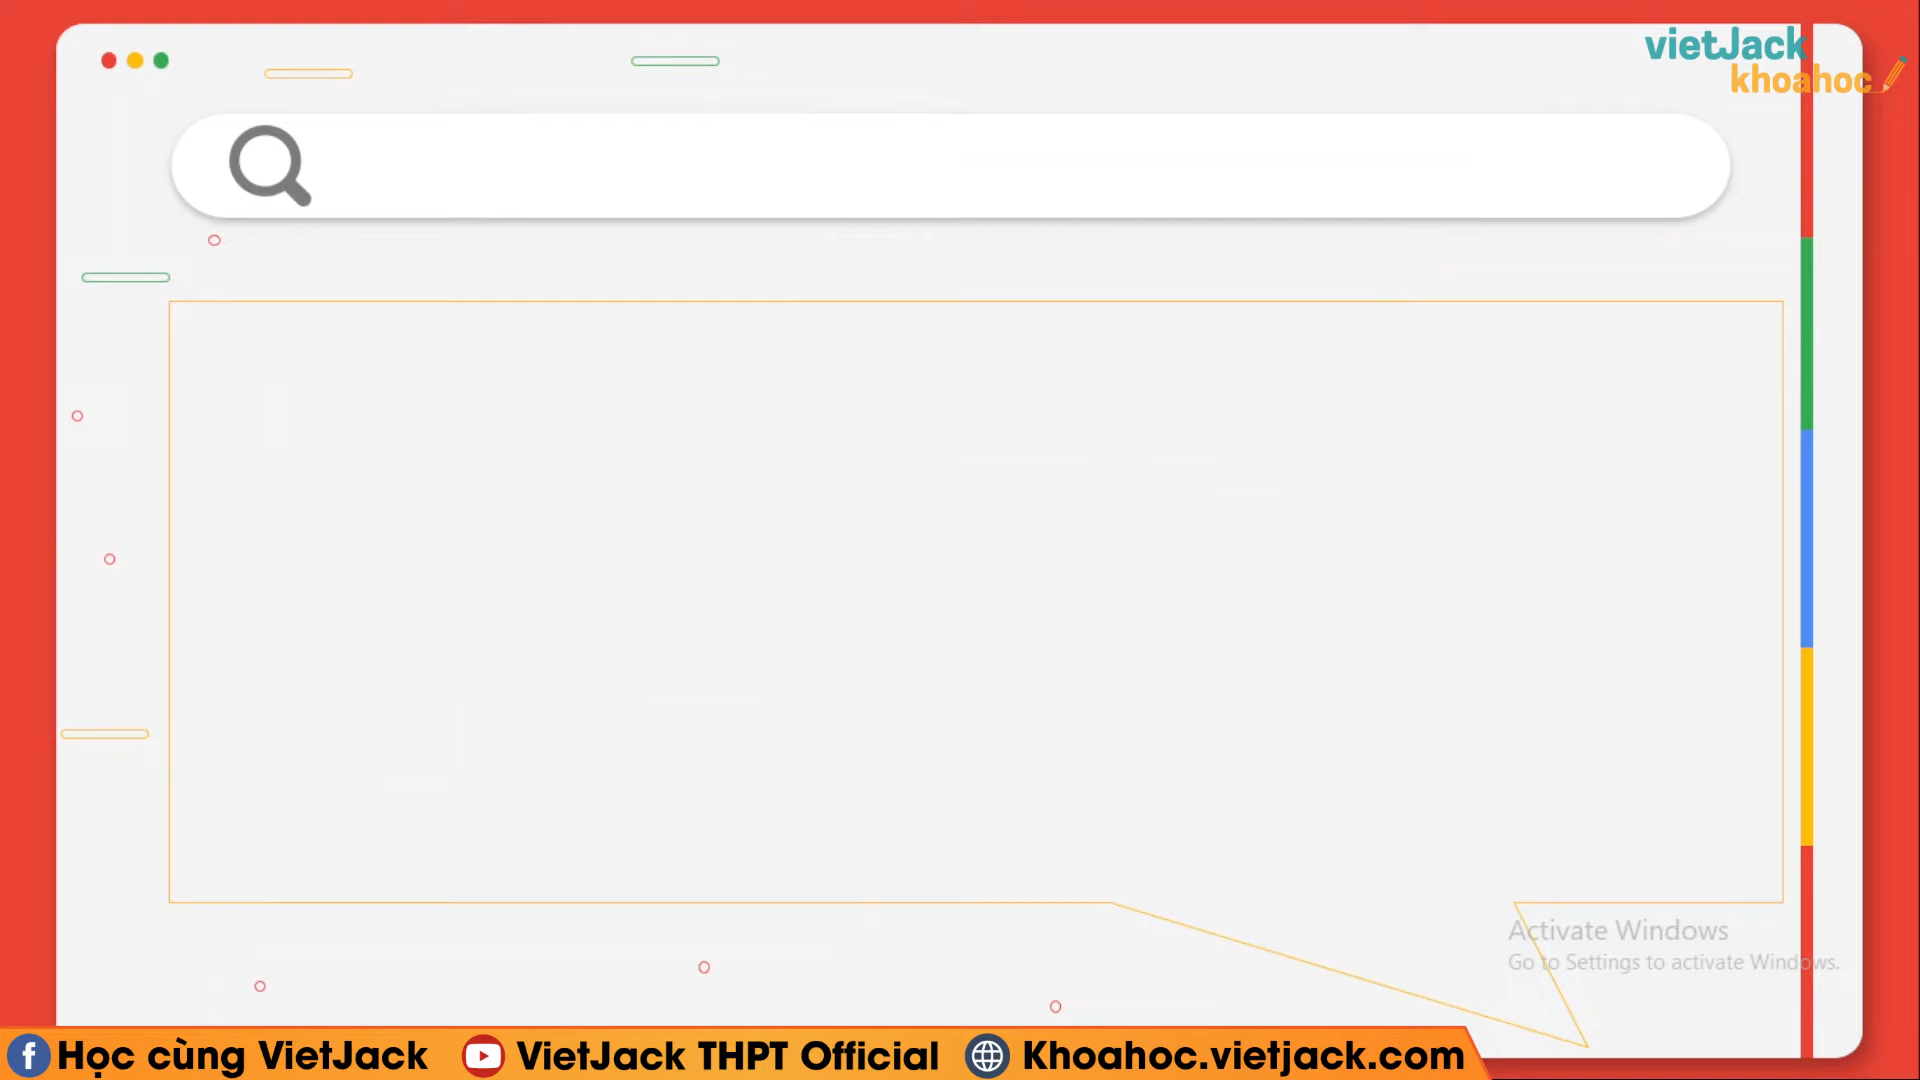 vietJack
khoahoc
Activate Windows
Go to Settings to activate Windows.
Học cùng VietJack
VietJack THPT Official
Khoahoc.vietjack.com